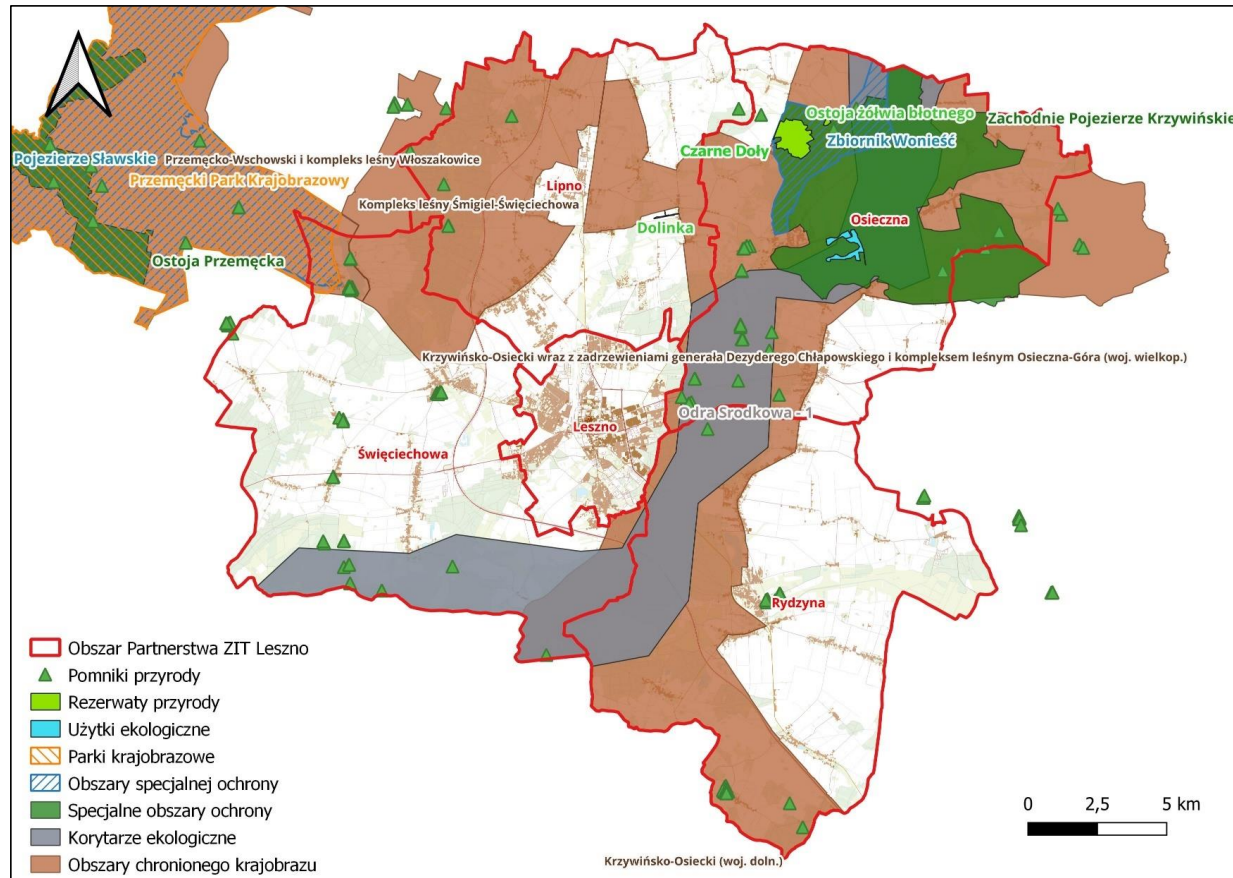 Ostoja żółwia błotnego
Zachodnie Pojezierze Krzywińskie
Zbiornik Wonieść
Czarne Doły
Pojezierze Sławskie
Przemęcko-Wschowski i kompleks leśny Włoszakowice
Przemęcki Park Krajobrazowy
Lipno
Kompleks leśny Śmigiel-Święciechowa
Dolinka
Osieczna
Ostoja Przemęcka
Krzywińsko-Osiecki wraz z zadrzewieniami generała Dezyderego Chłapowskiego i kompleksem leśnym Osieczna-Góra (woj. wielkop.)
Odra Srodkowa - 1
Leszno
Święciechowa
Rydzyna
Obszar Partnerstwa ZIT Leszno
Pomniki przyrody
Rezerwaty przyrody
Użytki ekologiczne
Parki krajobrazowe
Obszary specjalnej ochrony
Specjalne obszary ochrony
Korytarze ekologiczne
Obszary chronionego krajobrazu
0 2,5 5 km
Krzywińsko-Osiecki (woj. doln.)